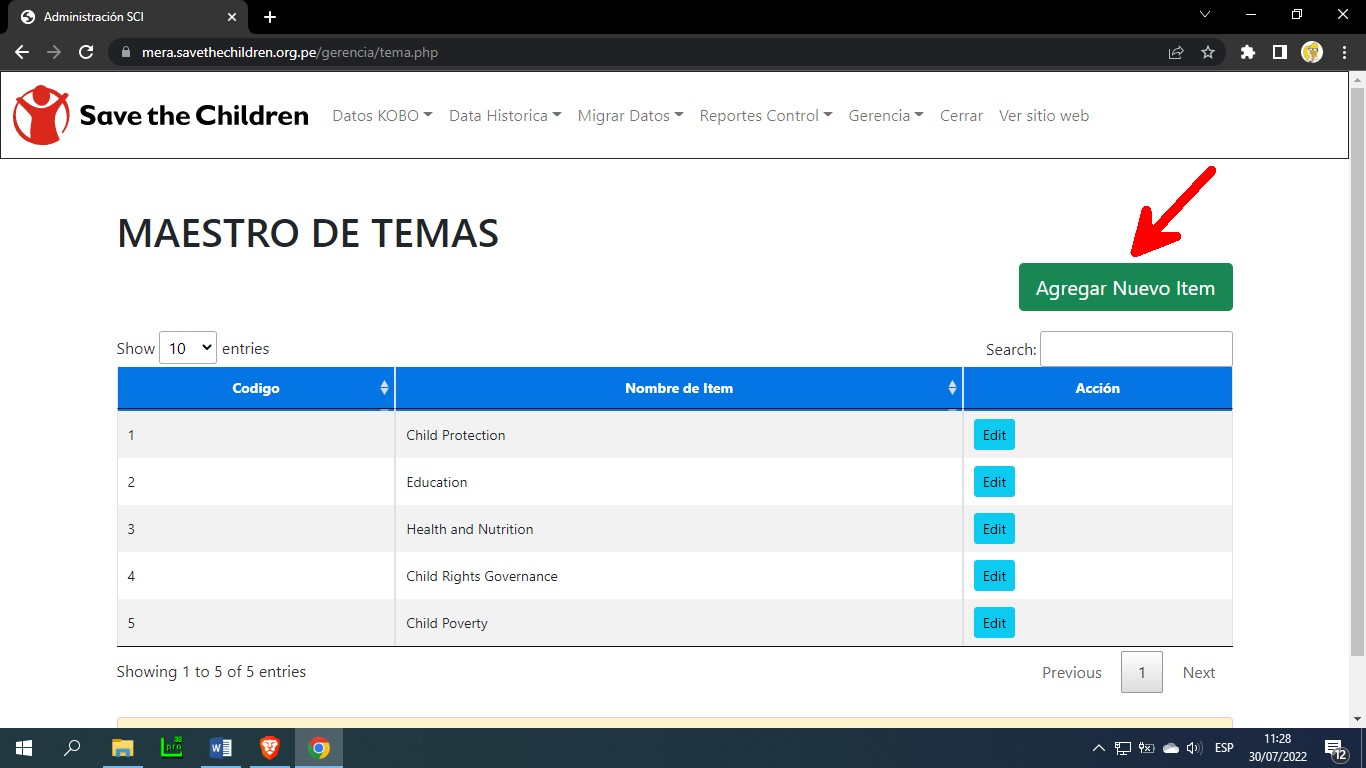 Administración SCI
mera.savethechildren.org.pe/gerencia/tema.php
Save the Children Datos KOBO Data Historica Migrar Datos Reportes Control Gerencia Cerrar Ver sitio web
MAESTRO DE TEMAS
Agregar Nuevo Item
Show 10 entries Search:
Codigo Nombre de Item Acción
1 Child Protection Edit
2 Education Edit
3 Health and Nutrition Edit
4 Child Rights Governance Edit
5 Child Poverty Edit
Showing 1 to 5 of 5 entries Previous 1 Next
ESP 11:28
30/07/2022 12